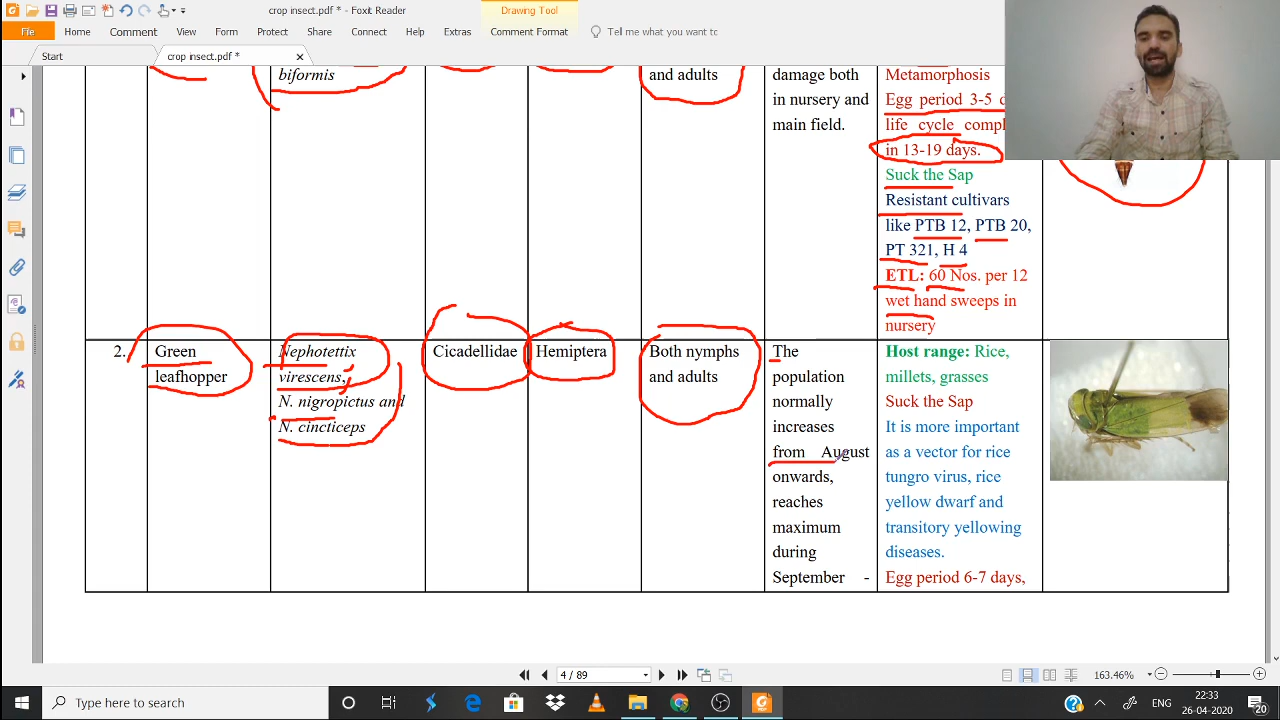 crop insect.pdf * - Foxit Reader
Drawing Tool
File
Home
Comment
View
Form
Protect
Share
Connect
Help
Extras
Comment Format
Tell me what you want to
Start
crop insect.pdf *
biformis
and adults
damage both
in nursery and
main field.
Metamorphosis
Egg period 3-5 d
life cycle compl
in 13-19 days.
Suck the Sap
Resistant cultivars
like PTB 12, PTB 20,
PT 321, H 4
ETL: 60 Nos. per 12
wet hand sweeps in
nursery
2.
Green
leafhopper
Nephotettix
virescens,
N. nigropictus and
N. cincticeps
Cicadellidae
Hemiptera
Both nymphs
and adults
The
population
normally
increases
from August
onwards,
reaches
maximum
during
September -
Host range: Rice,
millets, grasses
Suck the Sap
It is more important
as a vector for rice
tungro virus, rice
yellow dwarf and
transitory yellowing
diseases.
Egg period 6-7 days,
4 / 89
163.46%
Type here to search
ENG
22:33
26-04-2020
20